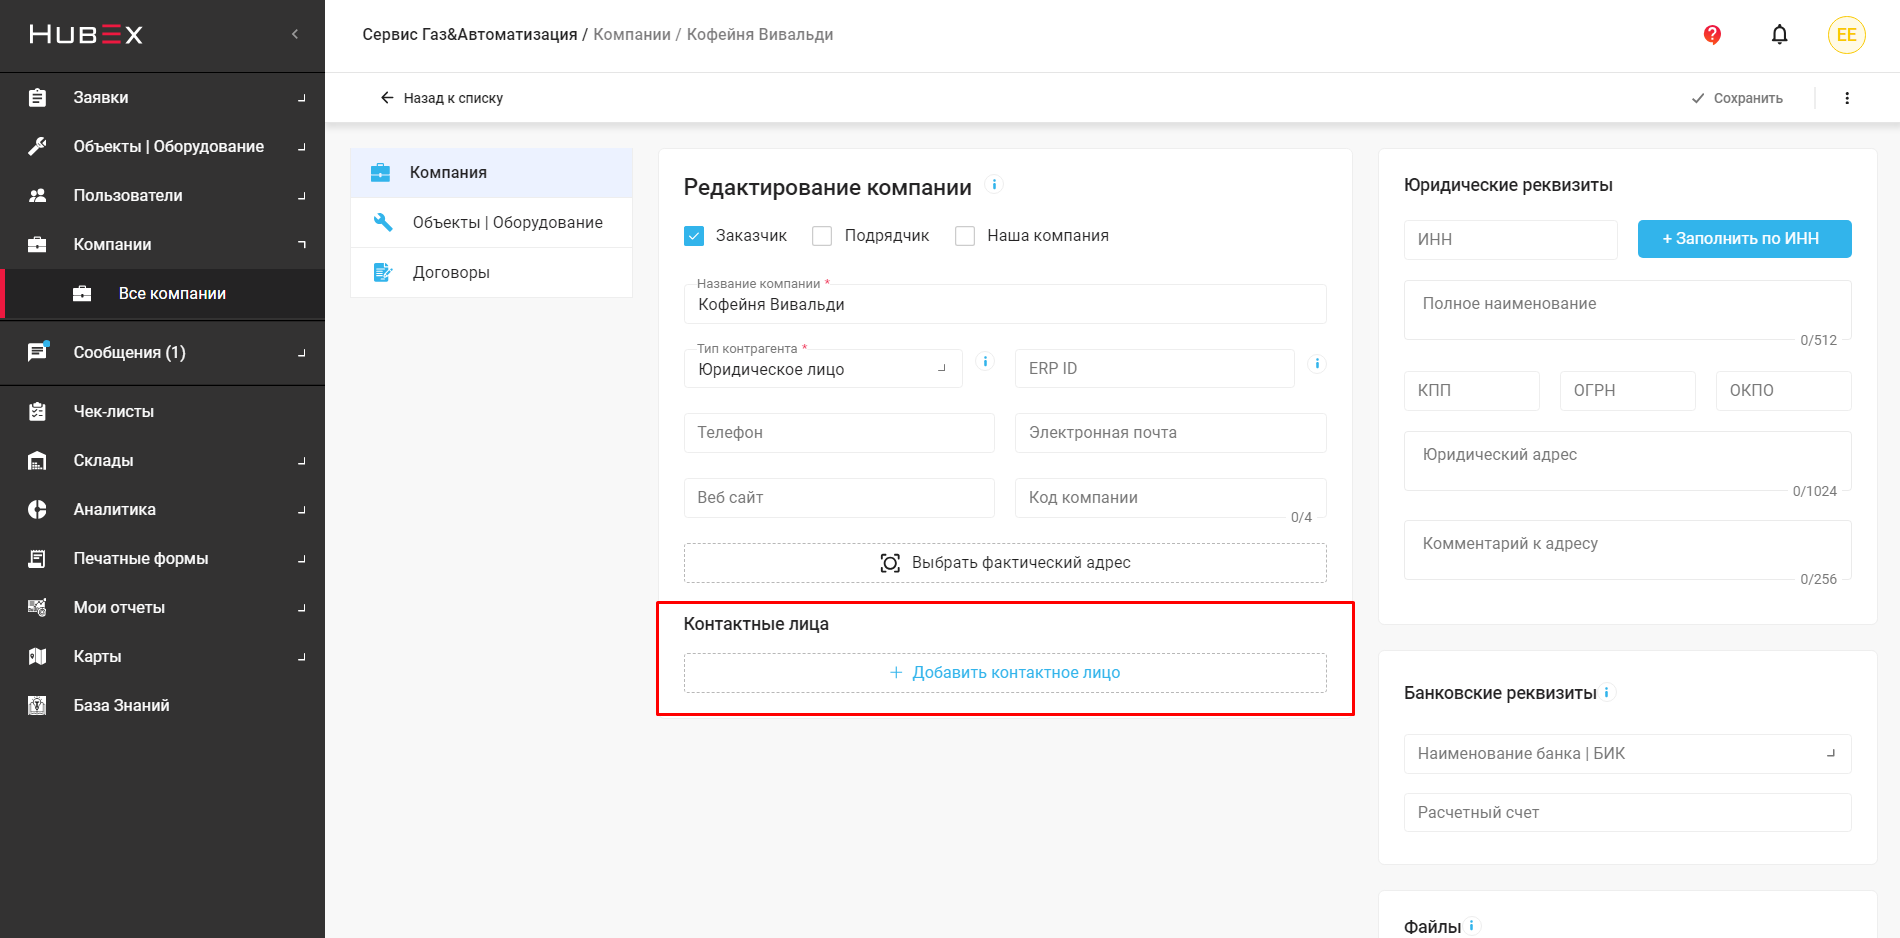 HUBEX
Сервис Газ&Автоматизация / Компании / Кофейня Вивальди
?
EE
Назад к списку
Сохранить
Заявки
Объекты | Оборудование
Пользователи
Компании
Все компании
Сообщения (1)
Чек-листы
Склады
Аналитика
Печатные формы
Мои отчеты
Карты
База Знаний
Компания
Объекты | Оборудование
Договоры
Редактирование компании i
Заказчик Подрядчик Наша компания
Название компании *
Кофейня Вивальди
Тип контрагента *
Юридическое лицо i ERP ID i
Телефон Электронная почта
Веб сайт Код компании
0/4
Выбрать фактический адрес
Контактные лица
+ Добавить контактное лицо
Юридические реквизиты
ИНН + Заполнить по ИНН
Полное наименование
0/512
КПП ОГРН ОКПО
Юридический адрес
0/1024
Комментарий к адресу
0/256
Банковские реквизиты i
Наименование банка | БИК
Расчетный счет
Файлы i